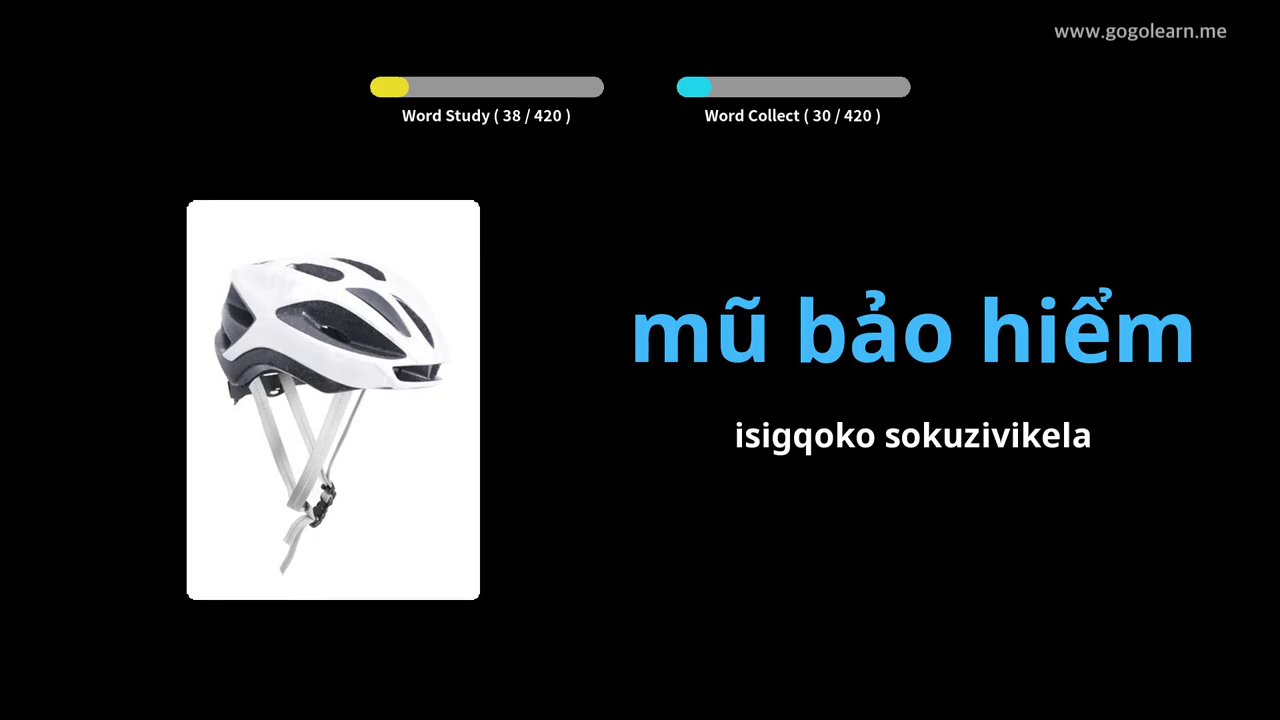 www.gogolearn.me
Word Study ( 38 / 420 )
Word Collect ( 30 / 420 )
mũ bảo hiểm
isigqoko sokuzivikela